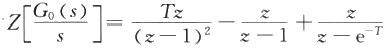 Z[G₀(s)/s] = Tz/(z−1)² − z/(z−1) + z/(z−e⁻ᵀ)